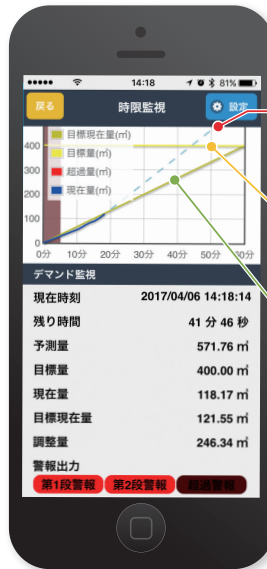 14:18 81%
戻る 時限監視 設定
目標現在量(㎥)
目標量(㎥)
超過量(㎥)
現在量(㎥)
400
300
200
100
0
0分 10分 20分 30分 40分 50分 60分
デマンド監視
現在時刻 2017/04/06 14:18:14
残り時間 41 分 46 秒
予測量 571.76 ㎥
目標量 400.00 ㎥
現在量 118.17 ㎥
目標現在量 121.55 ㎥
調整量 246.34 ㎥
警報出力
第1段警報 第2段警報 超過警報